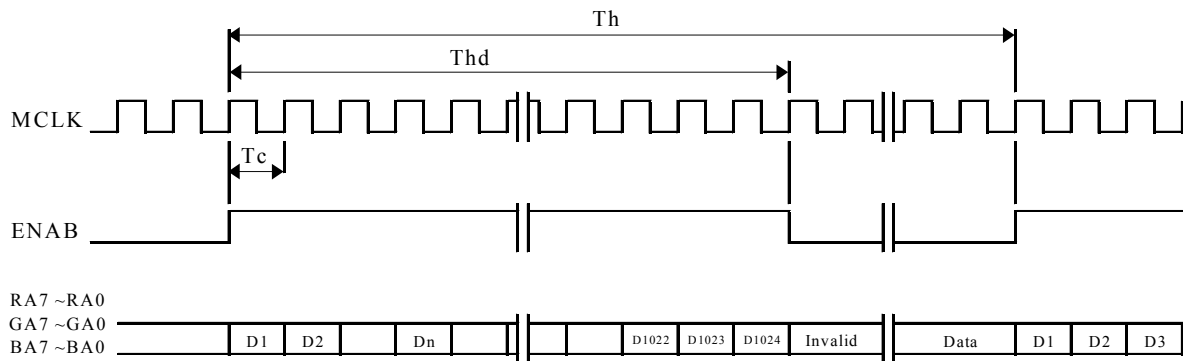 Th
Thd
MCLK
Tc
ENAB
RA7 ~RA0
GA7 ~GA0
BA7 ~BA0
D1 D2 Dn D1022 D1023 D1024 Invalid Data D1 D2 D3